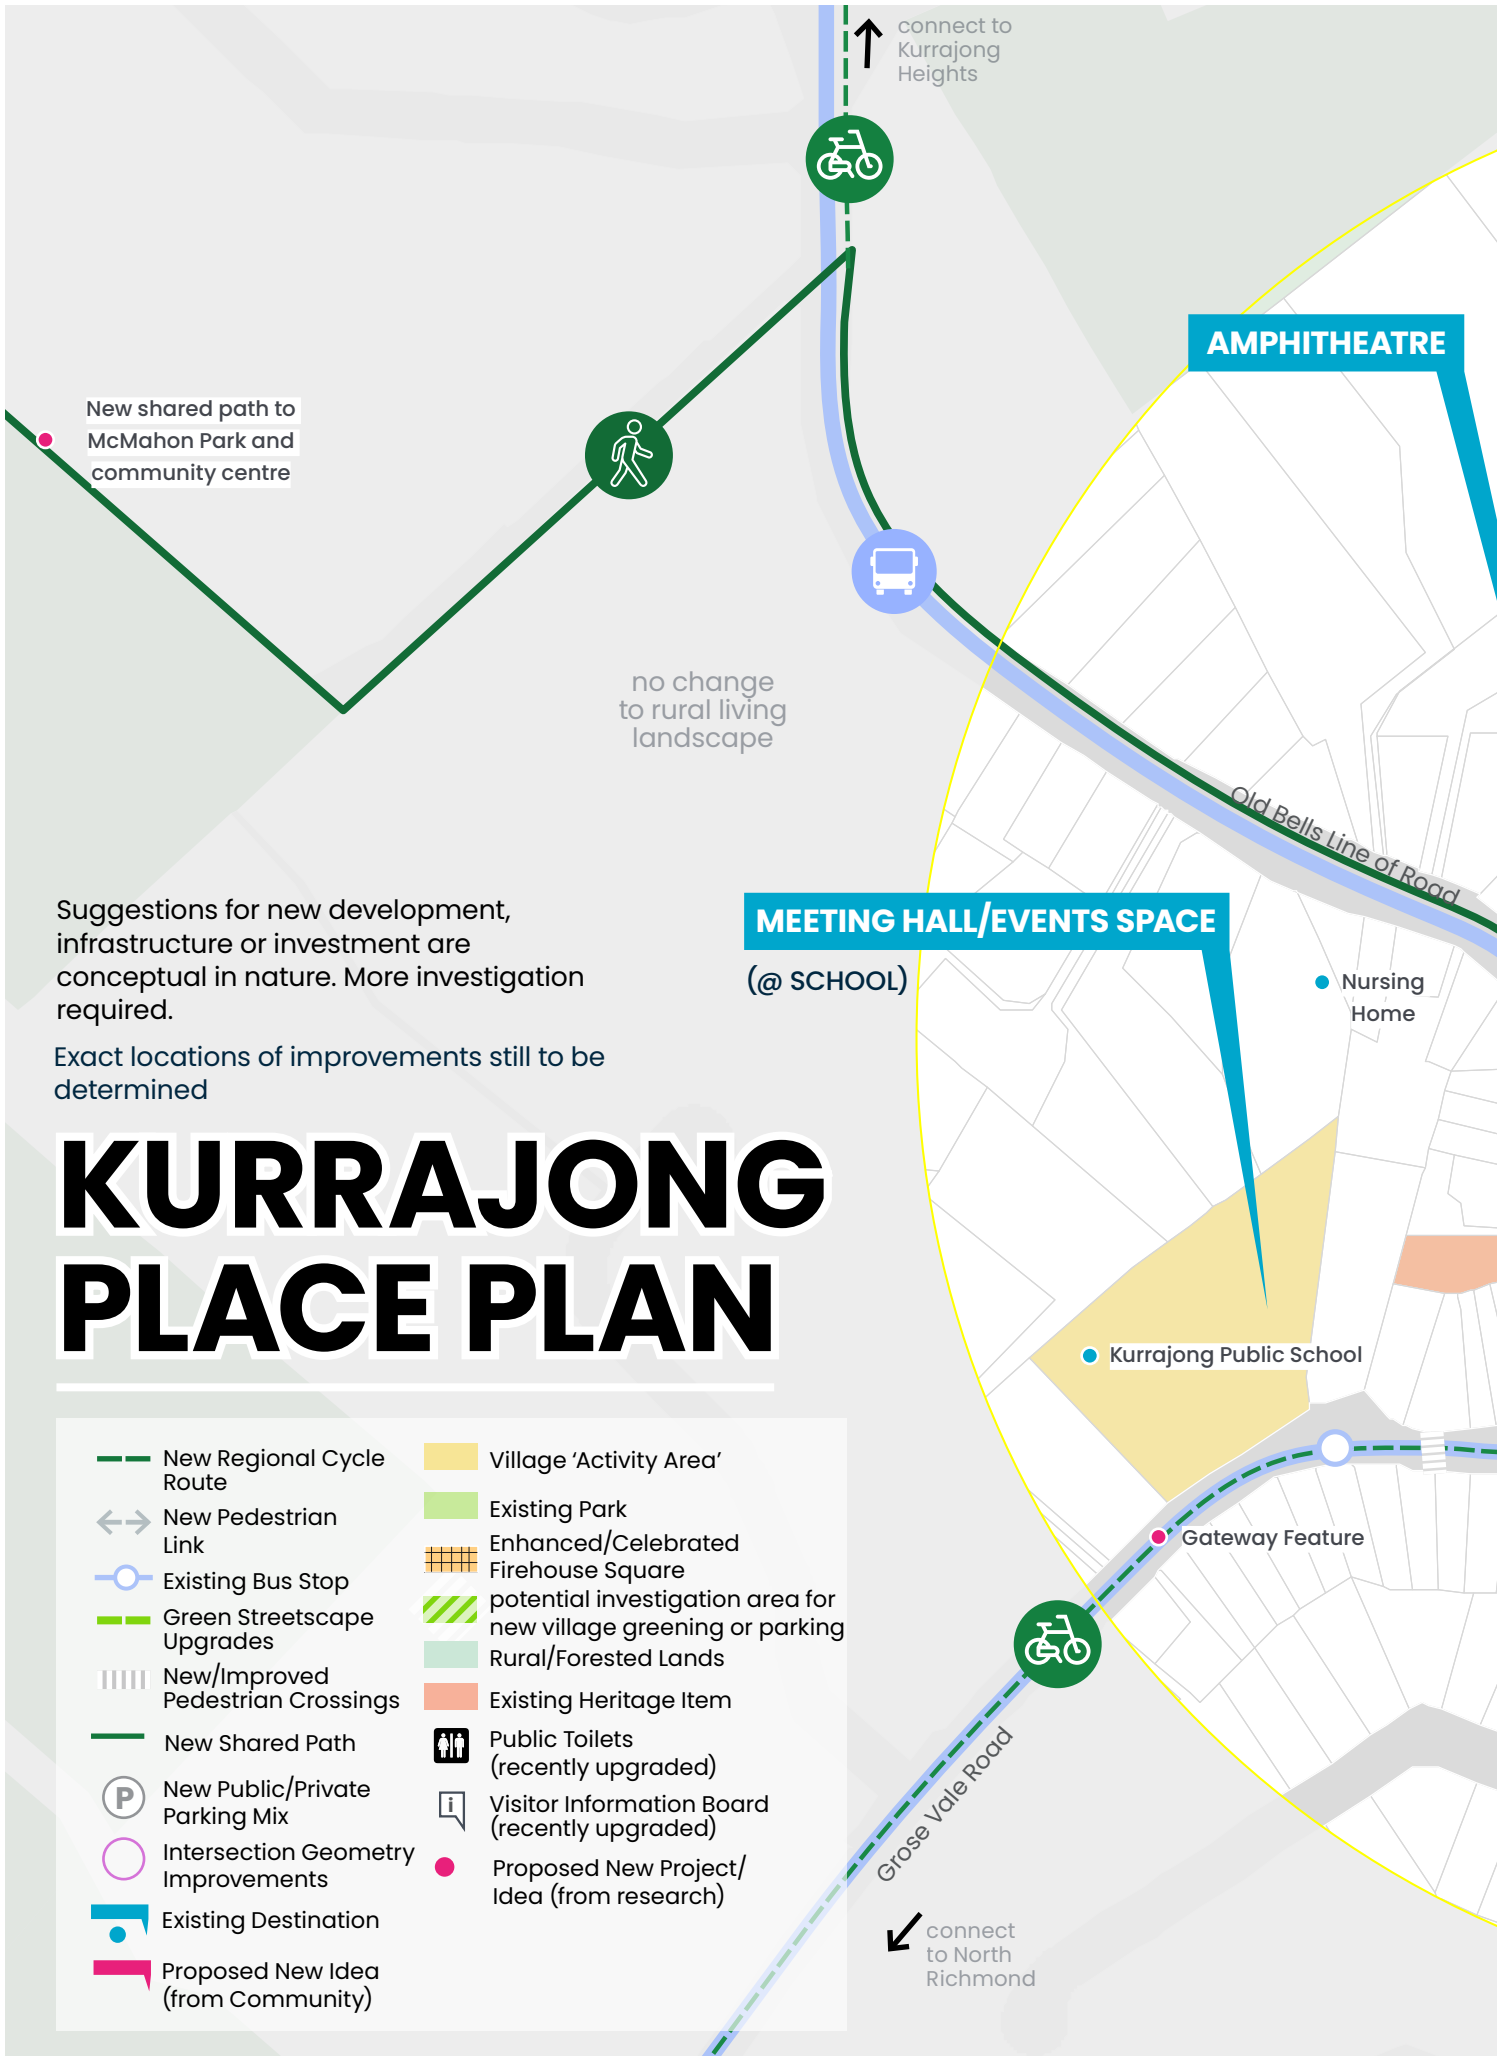 connect to
Kurrajong
Heights
AMPHITHEATRE
New shared path to
McMahon Park and
community centre
no change
to rural living
landscape
Old Bells Line of Road
Suggestions for new development,
infrastructure or investment are
conceptual in nature. More investigation
required.
Exact locations of improvements still to be
determined
MEETING HALL/EVENTS SPACE
(@ SCHOOL)
Nursing
Home
KURRAJONG
PLACE PLAN
Kurrajong Public School
Gateway Feature
Grose Vale Road
connect
to North
Richmond
New Regional Cycle
Route
New Pedestrian
Link
Existing Bus Stop
Green Streetscape
Upgrades
New/Improved
Pedestrian Crossings
New Shared Path
P
New Public/Private
Parking Mix
Intersection Geometry
Improvements
Existing Destination
Proposed New Idea
(from Community)
Village ‘Activity Area’
Existing Park
Enhanced/Celebrated
Firehouse Square
potential investigation area for
new village greening or parking
Rural/Forested Lands
Existing Heritage Item
Public Toilets
(recently upgraded)
i
Visitor Information Board
(recently upgraded)
Proposed New Project/
Idea (from research)